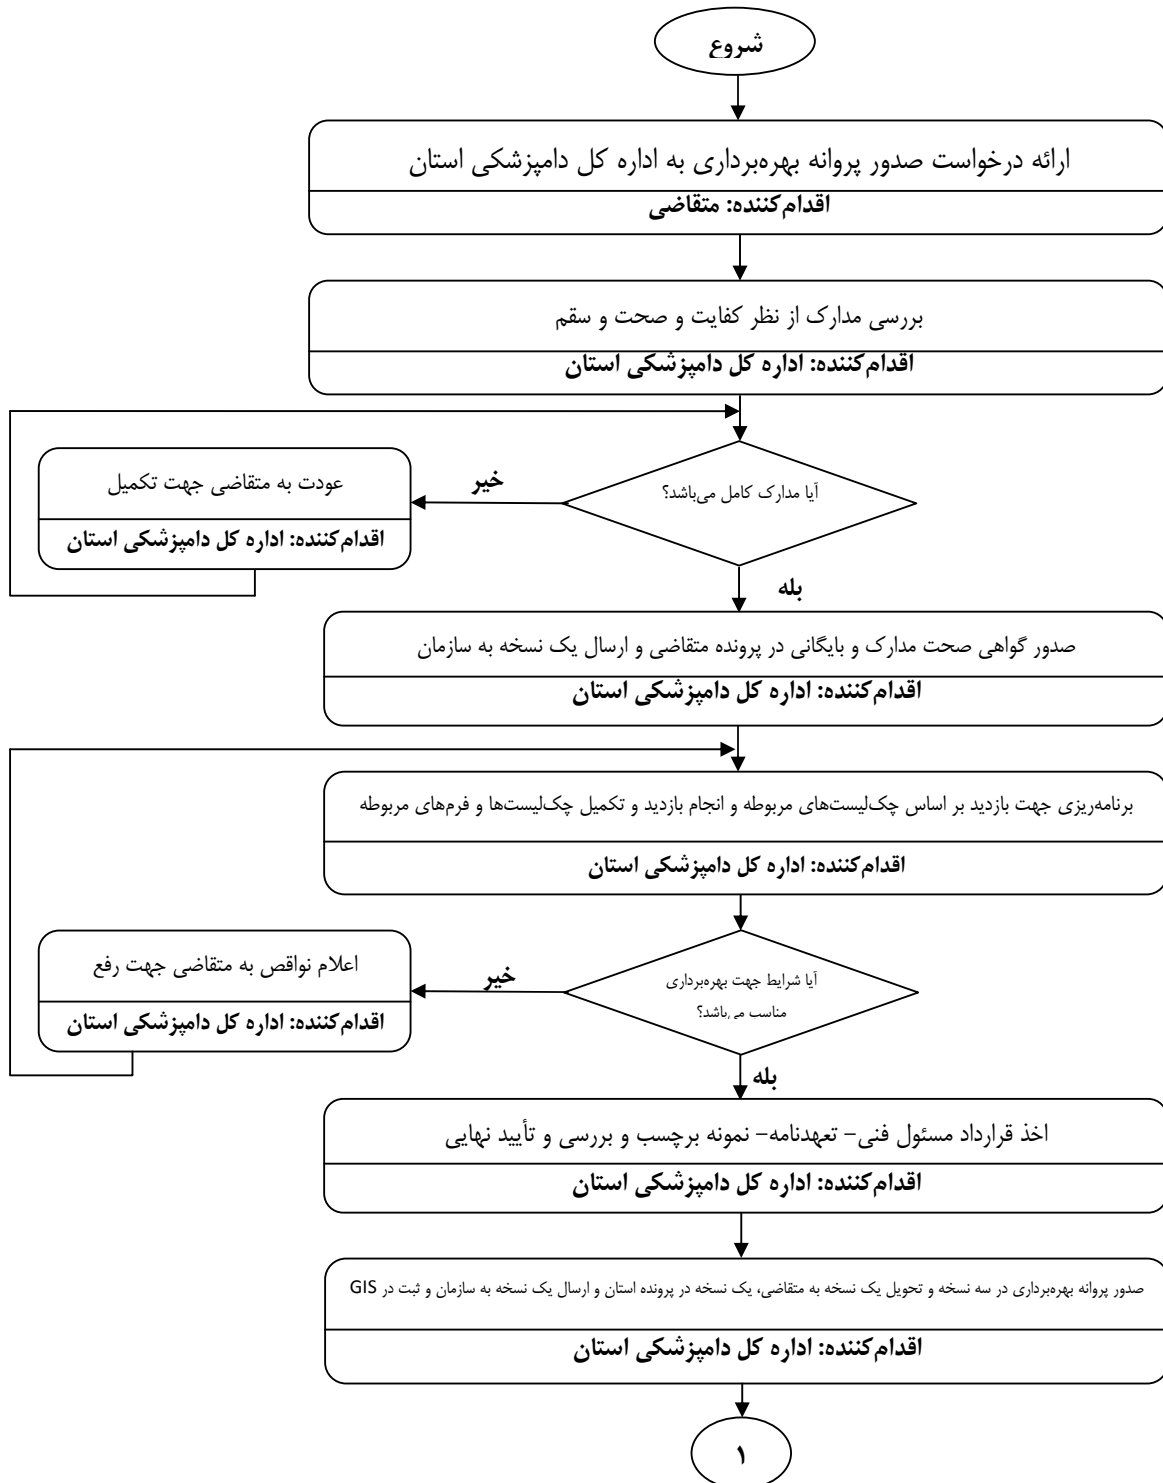 شروع
ارائه درخواست صدور پروانه بهره‌برداری به اداره کل دامپزشکی استان
اقدام‌کننده: متقاضی
بررسی مدارک از نظر کفایت و صحت و سقم
اقدام‌کننده: اداره کل دامپزشکی استان
آیا مدارک کامل می‌باشد؟
خیر
عودت به متقاضی جهت تکمیل
اقدام‌کننده: اداره کل دامپزشکی استان
بله
صدور گواهی صحت مدارک و بایگانی در پرونده متقاضی و ارسال یک نسخه به سازمان
اقدام‌کننده: اداره کل دامپزشکی استان
برنامه‌ریزی جهت بازدید بر اساس چک‌لیست‌های مربوطه و انجام بازدید و تکمیل چک‌لیست‌ها و فرم‌های مربوطه
اقدام‌کننده: اداره کل دامپزشکی استان
آیا شرایط جهت بهره‌برداری
مناسب می‌باشد؟
خیر
اعلام نواقص به متقاضی جهت رفع
اقدام‌کننده: اداره کل دامپزشکی استان
بله
اخذ قرارداد مسئول فنی– تعهدنامه– نمونه برچسب و بررسی و تأیید نهایی
اقدام‌کننده: اداره کل دامپزشکی استان
صدور پروانه بهره‌برداری در سه نسخه و تحویل یک نسخه به متقاضی، یک نسخه در پرونده استان و ارسال یک نسخه به سازمان و ثبت در GIS
اقدام‌کننده: اداره کل دامپزشکی استان
۱